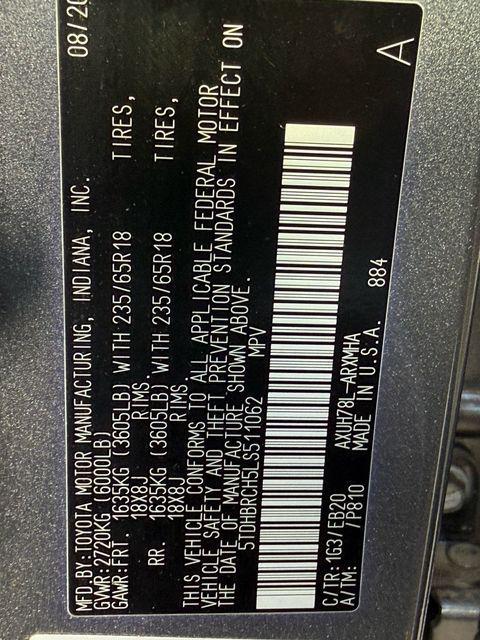 MFD.BY:TOYOTA MOTOR MANUFACTURING, INDIANA, INC. 08/20
GVWR:2720KG (6000LB)
GAWR:FRT. 1635KG (3605LB) WITH 235/65R18 TIRES,
18X8J RIMS.
RR. 1635KG (3605LB) WITH 235/65R18 TIRES,
18X8J RIMS.
THIS VEHICLE CONFORMS TO ALL APPLICABLE FEDERAL MOTOR
VEHICLE SAFETY AND THEFT PREVENTION STANDARDS IN EFFECT ON
THE DATE OF MANUFACTURE SHOWN ABOVE.
5TDHBRCH5LS511062 MPV
C/TR: 1G3/EB20 AXUH78L-ARXMHA
A/TM: /P810 MADE IN U.S.A. 884
A